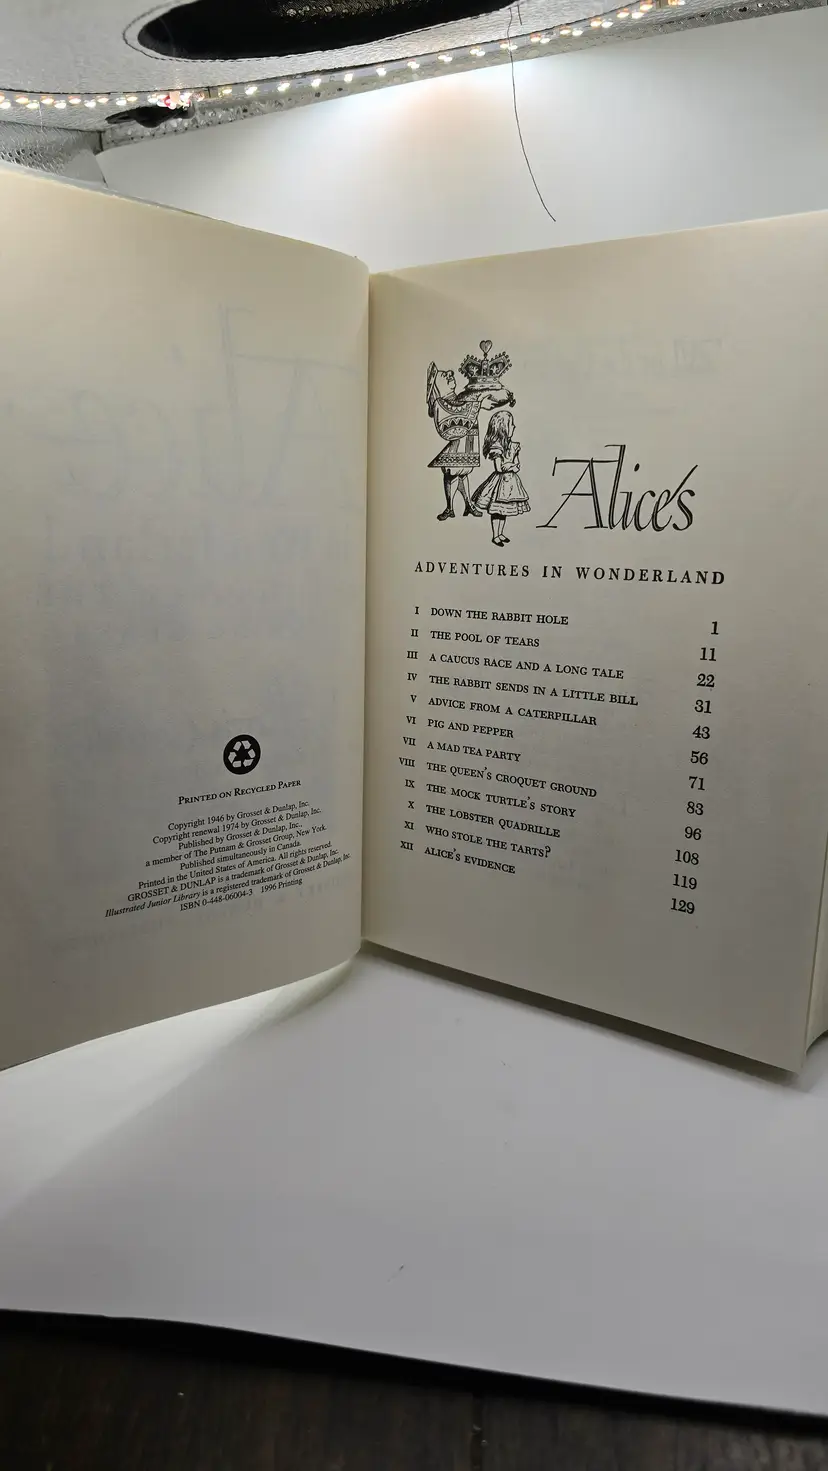 PRINTED ON RECYCLED PAPER
Copyright 1946 by Grosset & Dunlap, Inc.
Copyright renewal 1974 by Grosset & Dunlap, Inc.
Published by Grosset & Dunlap, Inc.,
a member of The Putnam & Grosset Group, New York.
Published simultaneously in Canada.
Printed in the United States of America. All rights reserved.
GROSSET & DUNLAP is a trademark of Grosset & Dunlap, Inc.
Illustrated Junior Library is a registered trademark of Grosset & Dunlap, Inc.
ISBN 0-448-06004-3 1996 Printing
Alice's
ADVENTURES IN WONDERLAND
I DOWN THE RABBIT HOLE 1
II THE POOL OF TEARS 11
III A CAUCUS RACE AND A LONG TALE 22
IV THE RABBIT SENDS IN A LITTLE BILL 31
V ADVICE FROM A CATERPILLAR 43
VI PIG AND PEPPER 56
VII A MAD TEA PARTY 71
VIII THE QUEEN'S CROQUET GROUND 83
IX THE MOCK TURTLE'S STORY 96
X THE LOBSTER QUADRILLE 108
XI WHO STOLE THE TARTS? 119
XII ALICE'S EVIDENCE 129